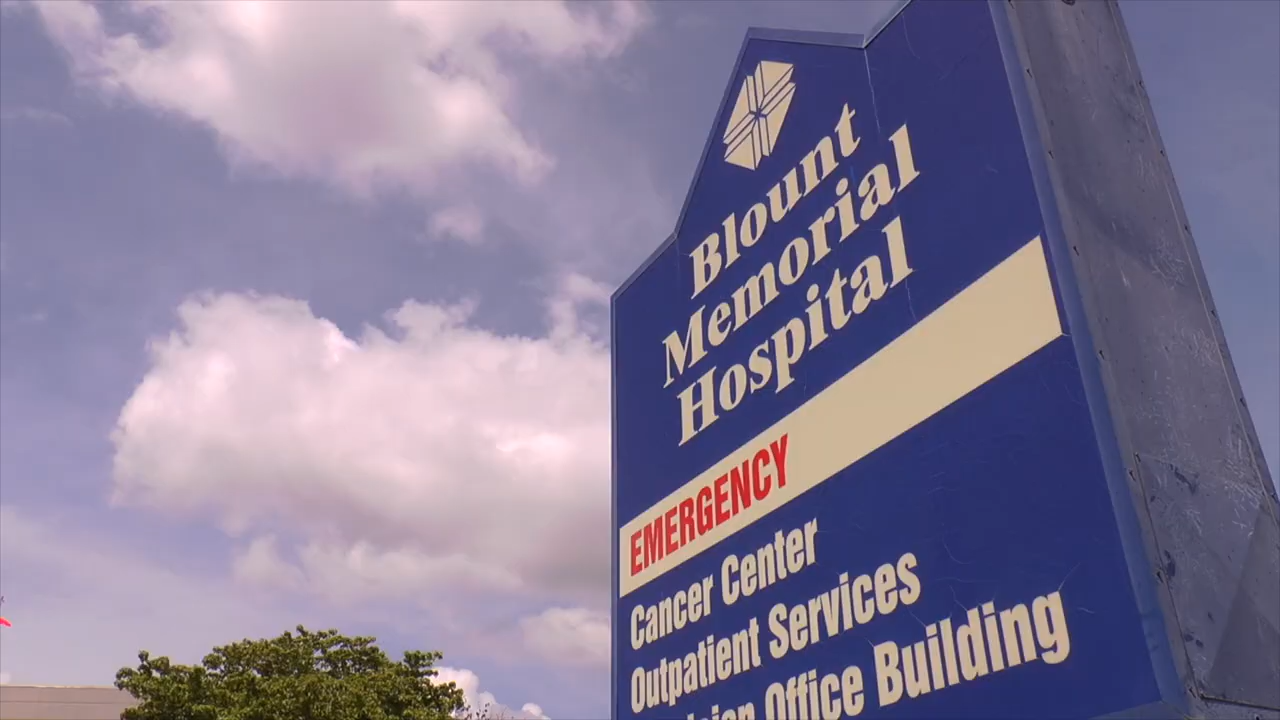 Blount
Memorial
Hospital
EMERGENCY
Cancer Center
Outpatient Services
Office Building